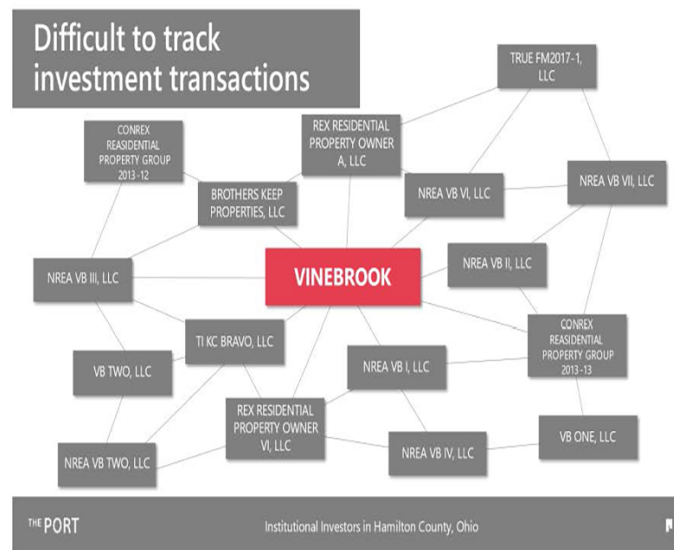 Difficult to track
investment transactions
TRUE FM2017-1,
LLC
CONREX
REASIDENTIAL
PROPERTY GROUP
2013-12
REX RESIDENTIAL
PROPERTY OWNER
A, LLC
BROTHERS KEEP
PROPERTIES, LLC
NREA VB VI, LLC
NREA VB VII, LLC
NREA VB III, LLC
VINEBROOK
NREA VB II, LLC
TI KC BRAVO, LLC
CONREX
REASIDENTIAL
PROPERTY GROUP
2013-13
VB TWO, LLC
NREA VB I, LLC
REX RESIDENTIAL
PROPERTY OWNER
VI, LLC
NREA VB TWO, LLC
NREA VB IV, LLC
VB ONE, LLC
THE PORT
Institutional Investors in Hamilton County, Ohio